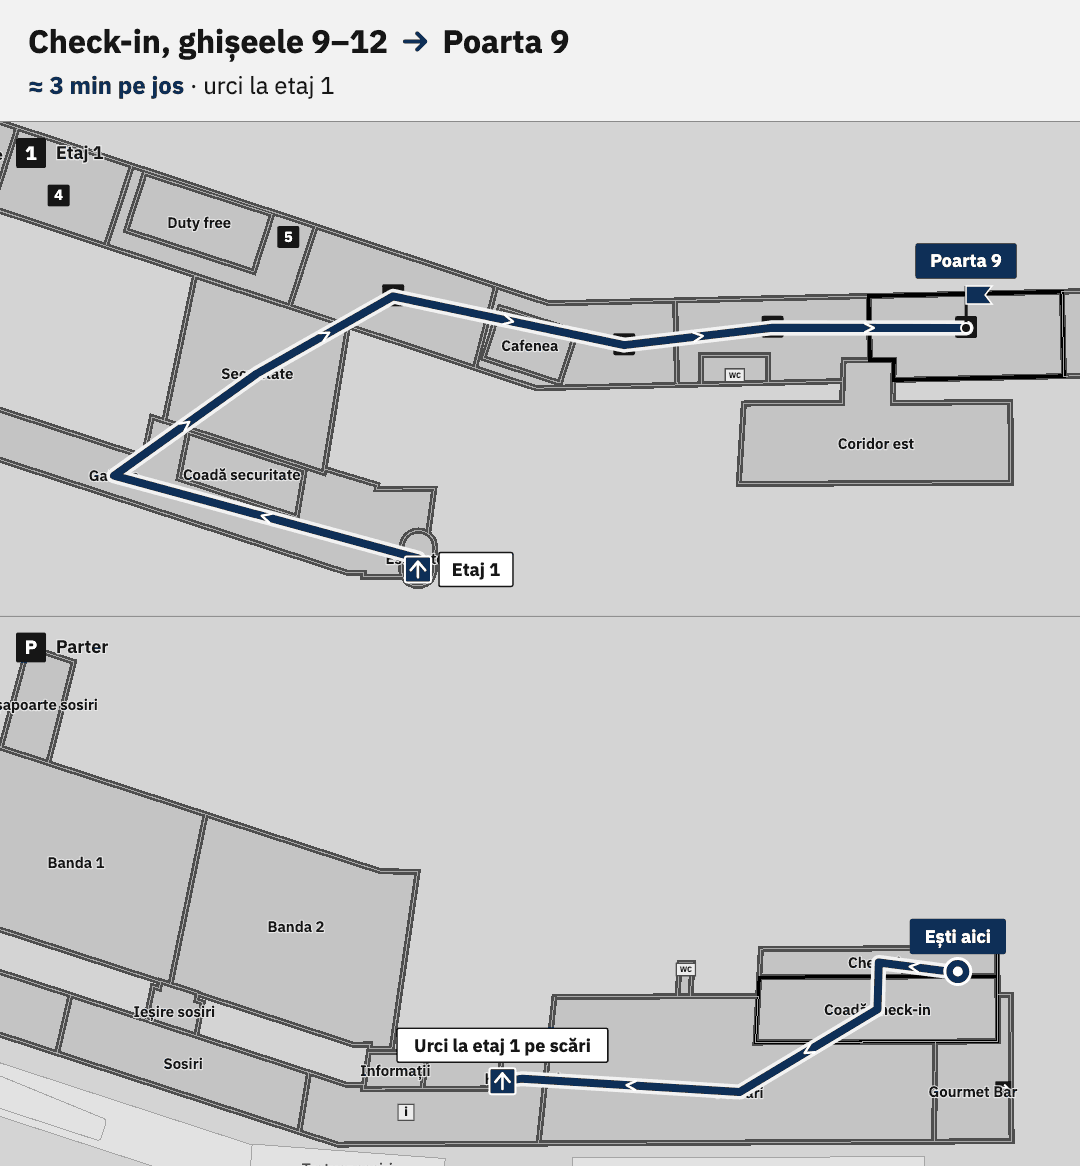 Check-in, ghișeele 9–12 → Poarta 9
≈ 3 min pe jos · urci la etaj 1
1 Etaj 1
4
Duty free
5
Poarta 9
Cafenea
WC
Coridor est
Coadă securitate
Etaj 1
P Parter
sapoarte sosiri
Banda 1
Banda 2
Ești aici
WC
Ieșire sosiri
Urci la etaj 1 pe scări
Sosiri
Informații
i
Gourmet Bar